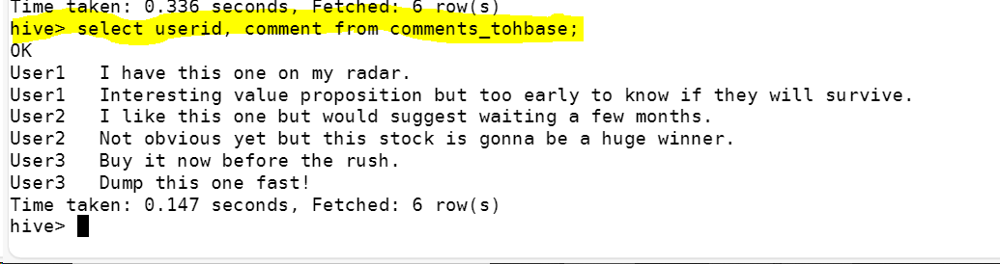 Time taken: 0.336 seconds, Fetched: 6 row(s)
hive> select userid, comment from comments_tohbase;
OK
User1   I have this one on my radar.
User1   Interesting value proposition but too early to know if they will survive.
User2   I like this one but would suggest waiting a few months.
User2   Not obvious yet but this stock is gonna be a huge winner.
User3   Buy it now before the rush.
User3   Dump this one fast!
Time taken: 0.147 seconds, Fetched: 6 row(s)
hive>